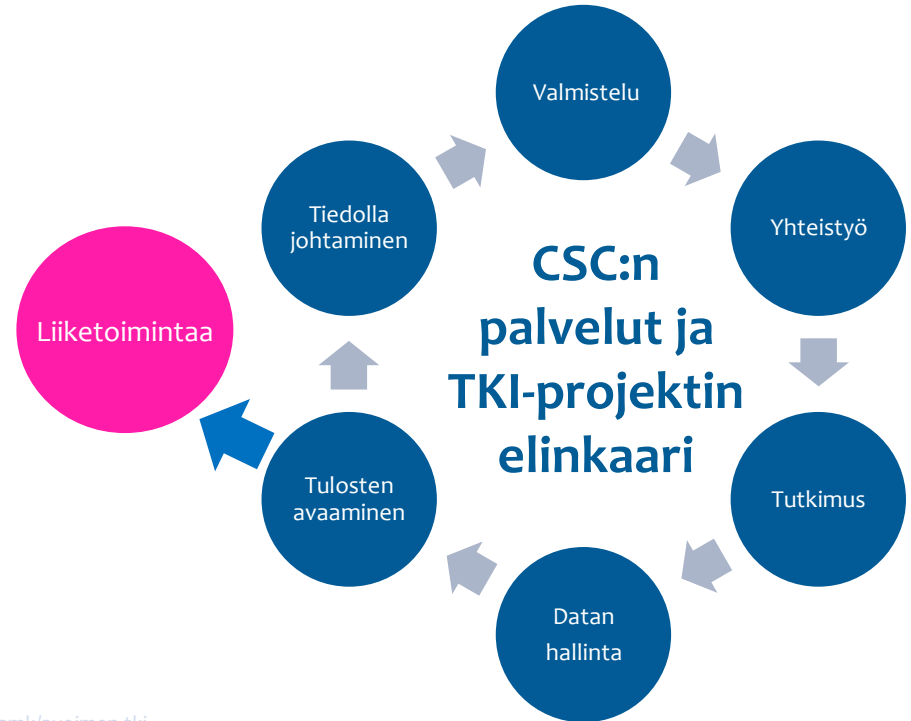 Valmistelu
Yhteistyö
Tutkimus
Datan
hallinta
Tulosten
avaaminen
Tiedolla
johtaminen
Liiketoimintaa
CSC:n
palvelut ja
TKI-projektin
elinkaari